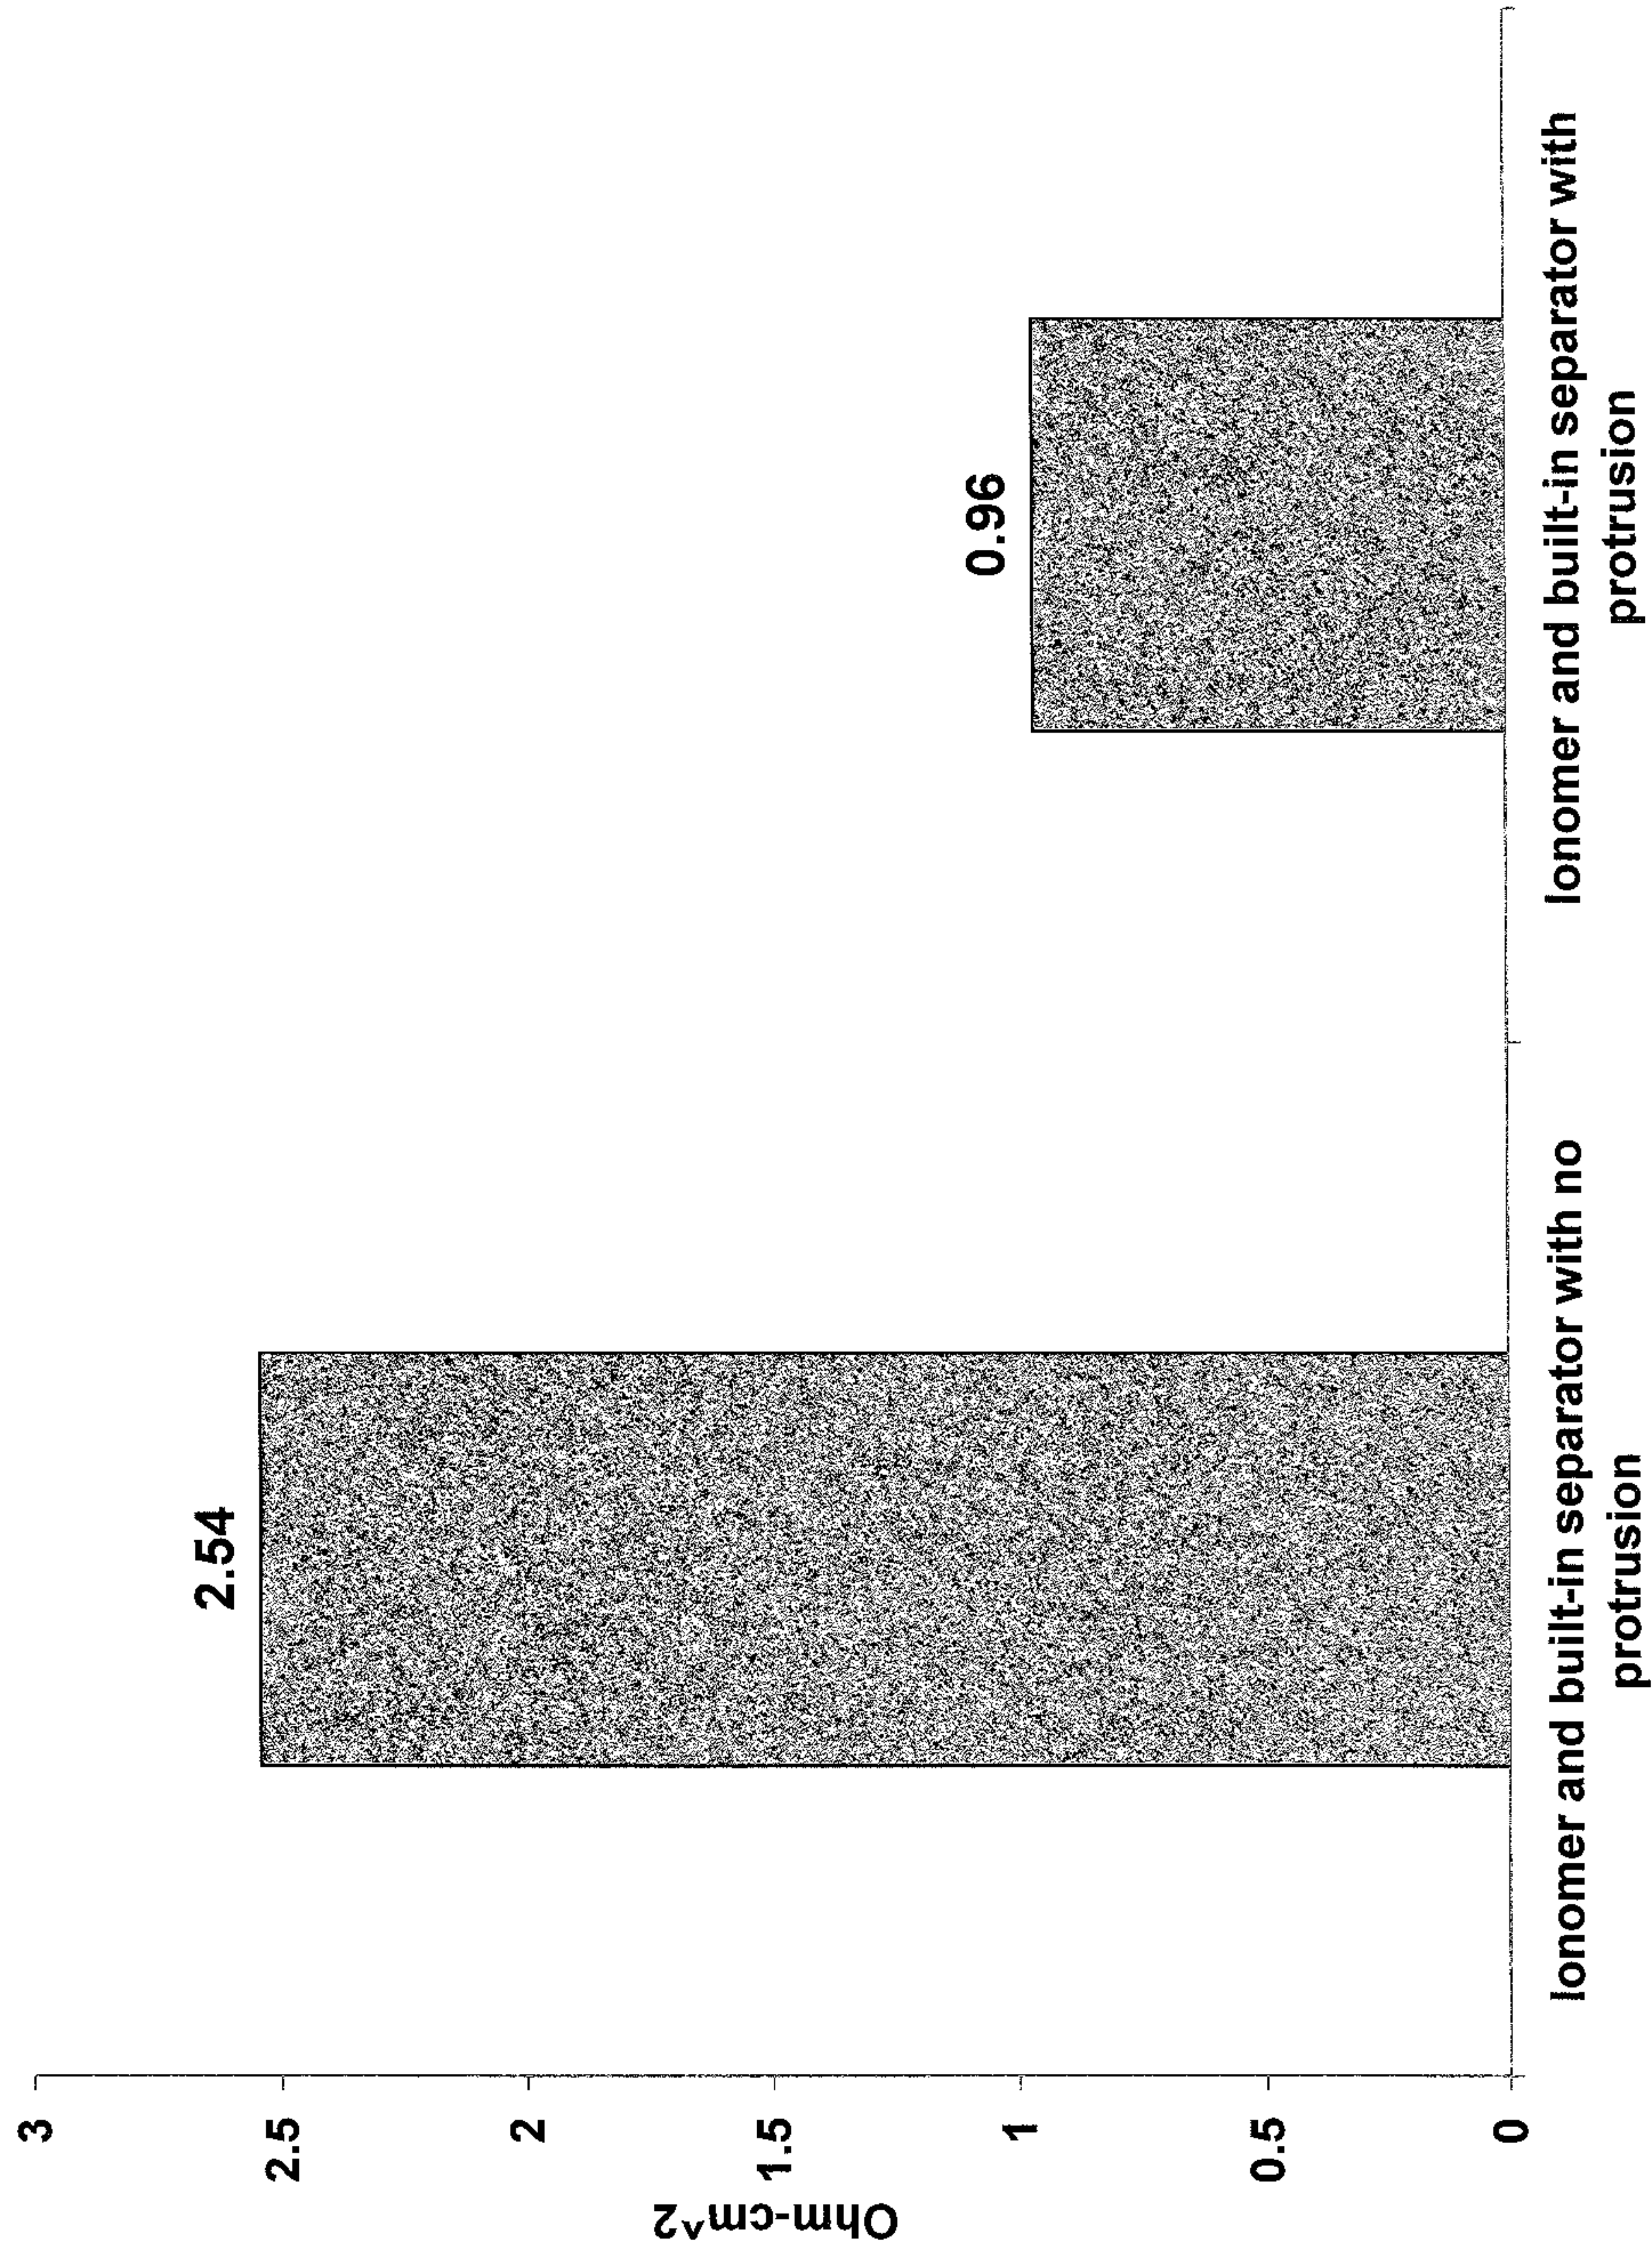 3
2.5
2
1.5
1
0.5
0
Ohm-cm^2
2.54
0.96
Ionomer and built-in separator with no
protrusion
Ionomer and built-in separator with
protrusion